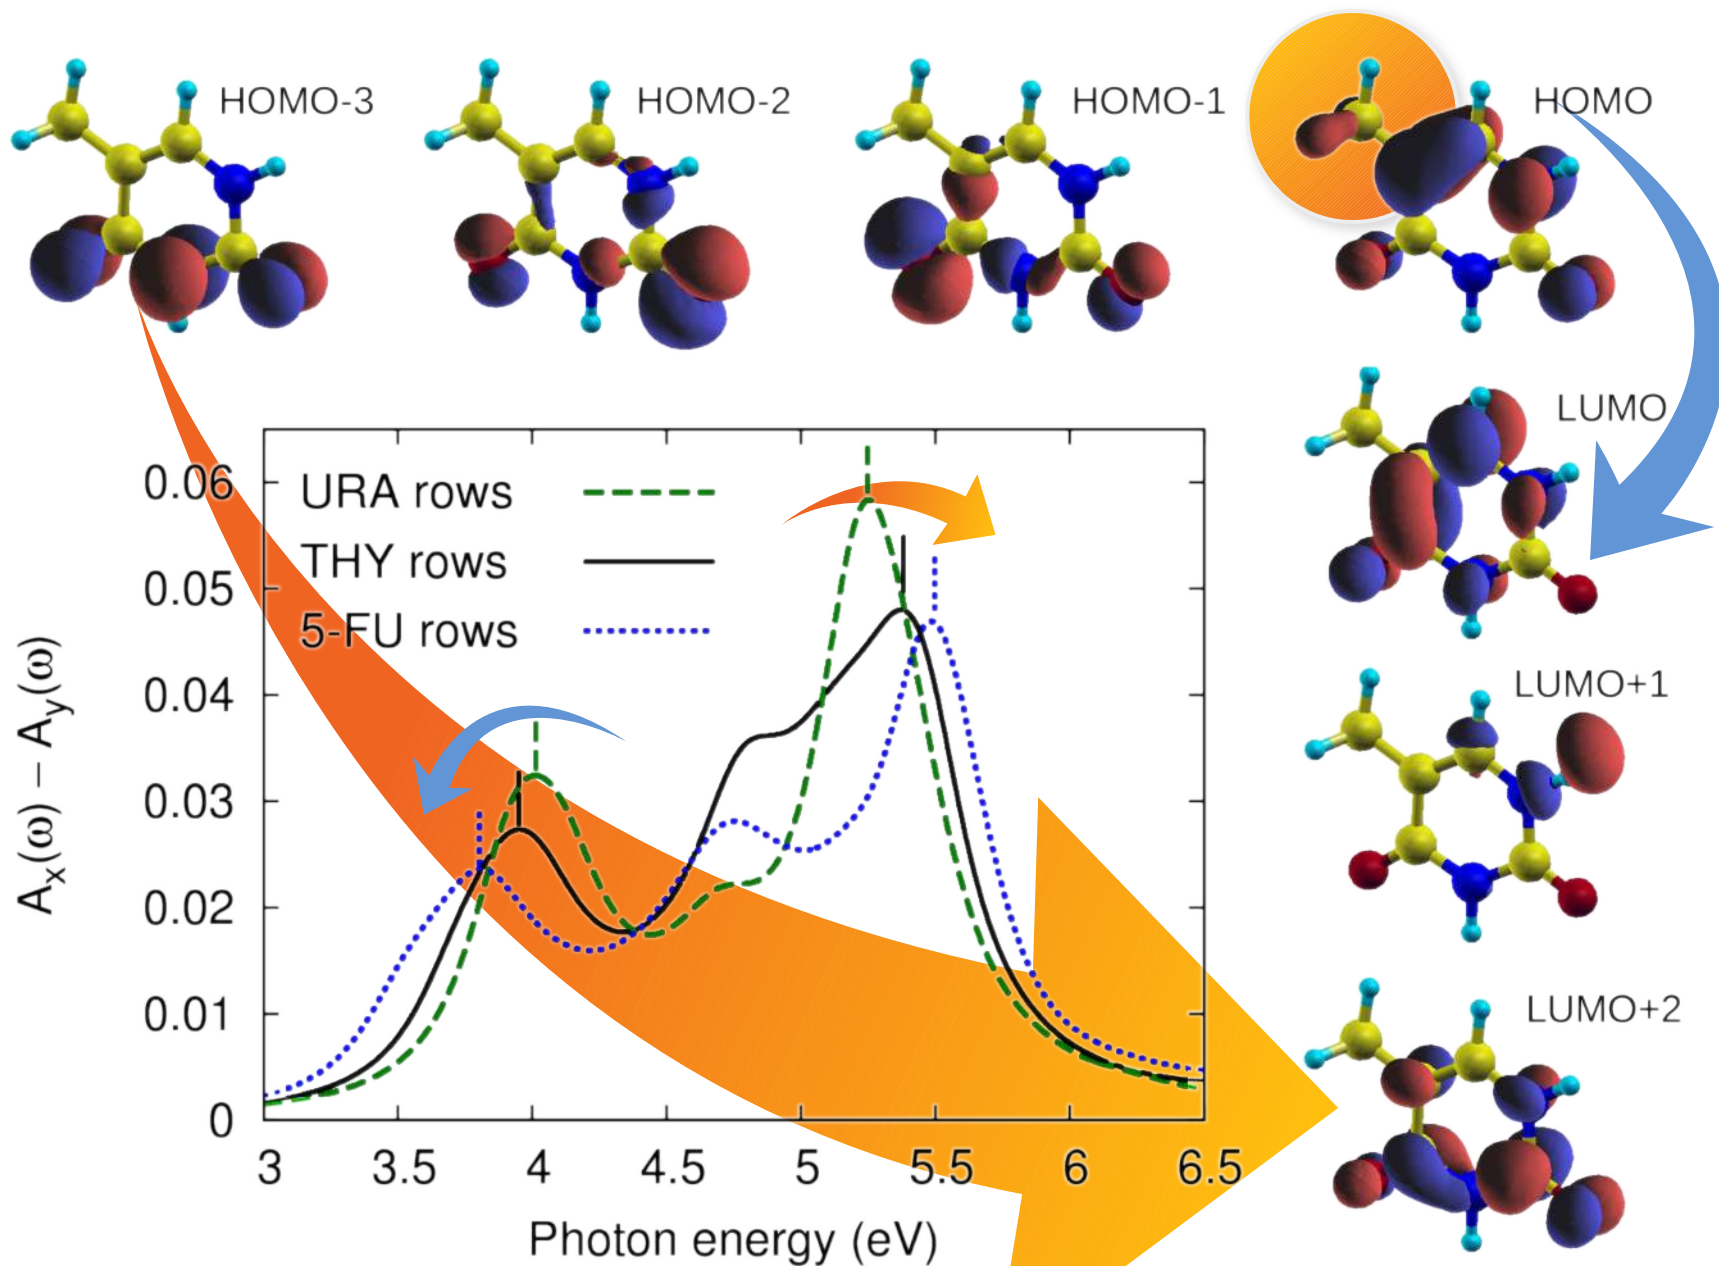 HOMO-3
HOMO-2
HOMO-1
HOMO
LUMO
LUMO+1
LUMO+2
URA rows
THY rows
5-FU rows
0.06
0.05
0.04
0.03
0.02
0.01
0
Aₓ(ω) – Aᵧ(ω)
3 3.5 4 4.5 5 5.5 6 6.5
Photon energy (eV)